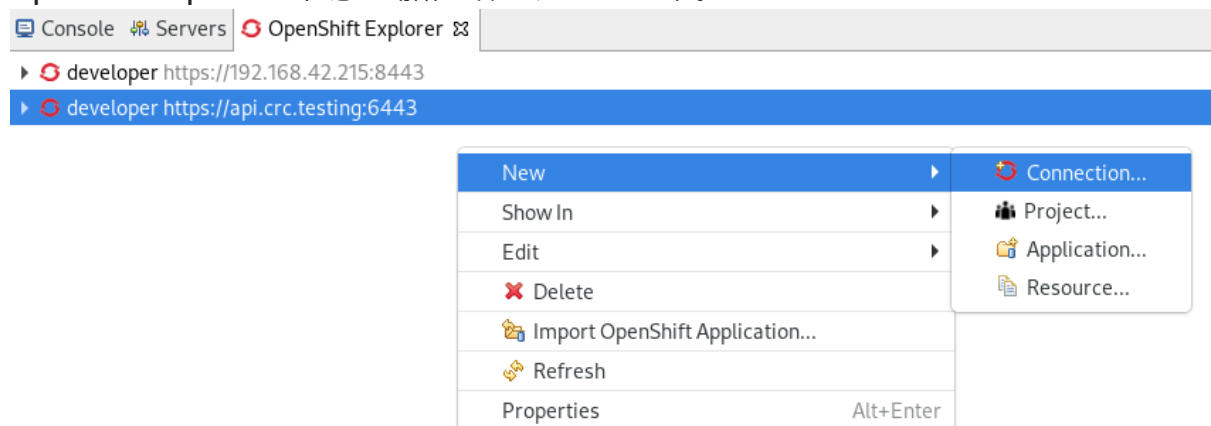 Console Servers OpenShift Explorer
developer https://192.168.42.215:8443
developer https://api.crc.testing:6443
New
Connection...
Show In
Project...
Edit
Application...
Delete
Resource...
Import OpenShift Application...
Refresh
Properties Alt+Enter